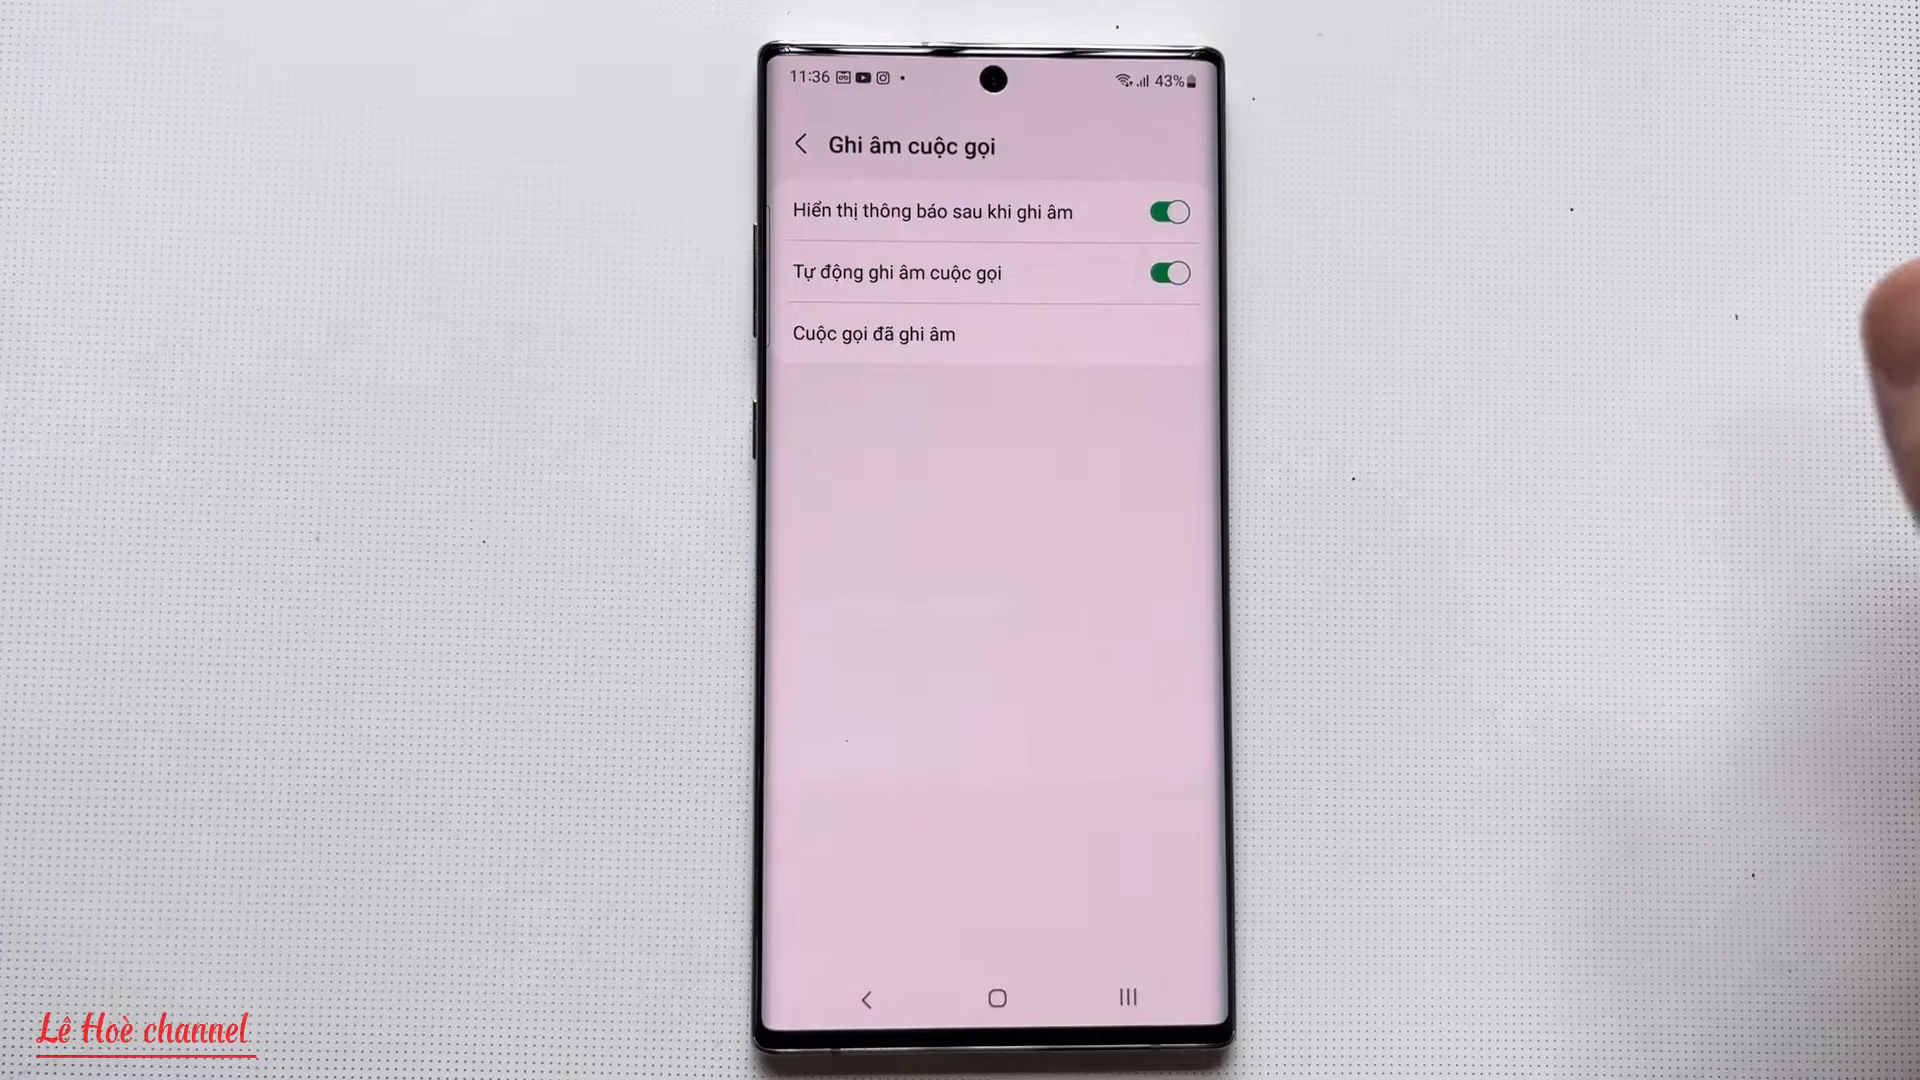 11:36
43%
Ghi âm cuộc gọi
Hiển thị thông báo sau khi ghi âm
Tự động ghi âm cuộc gọi
Cuộc gọi đã ghi âm
Lê Hoè channel